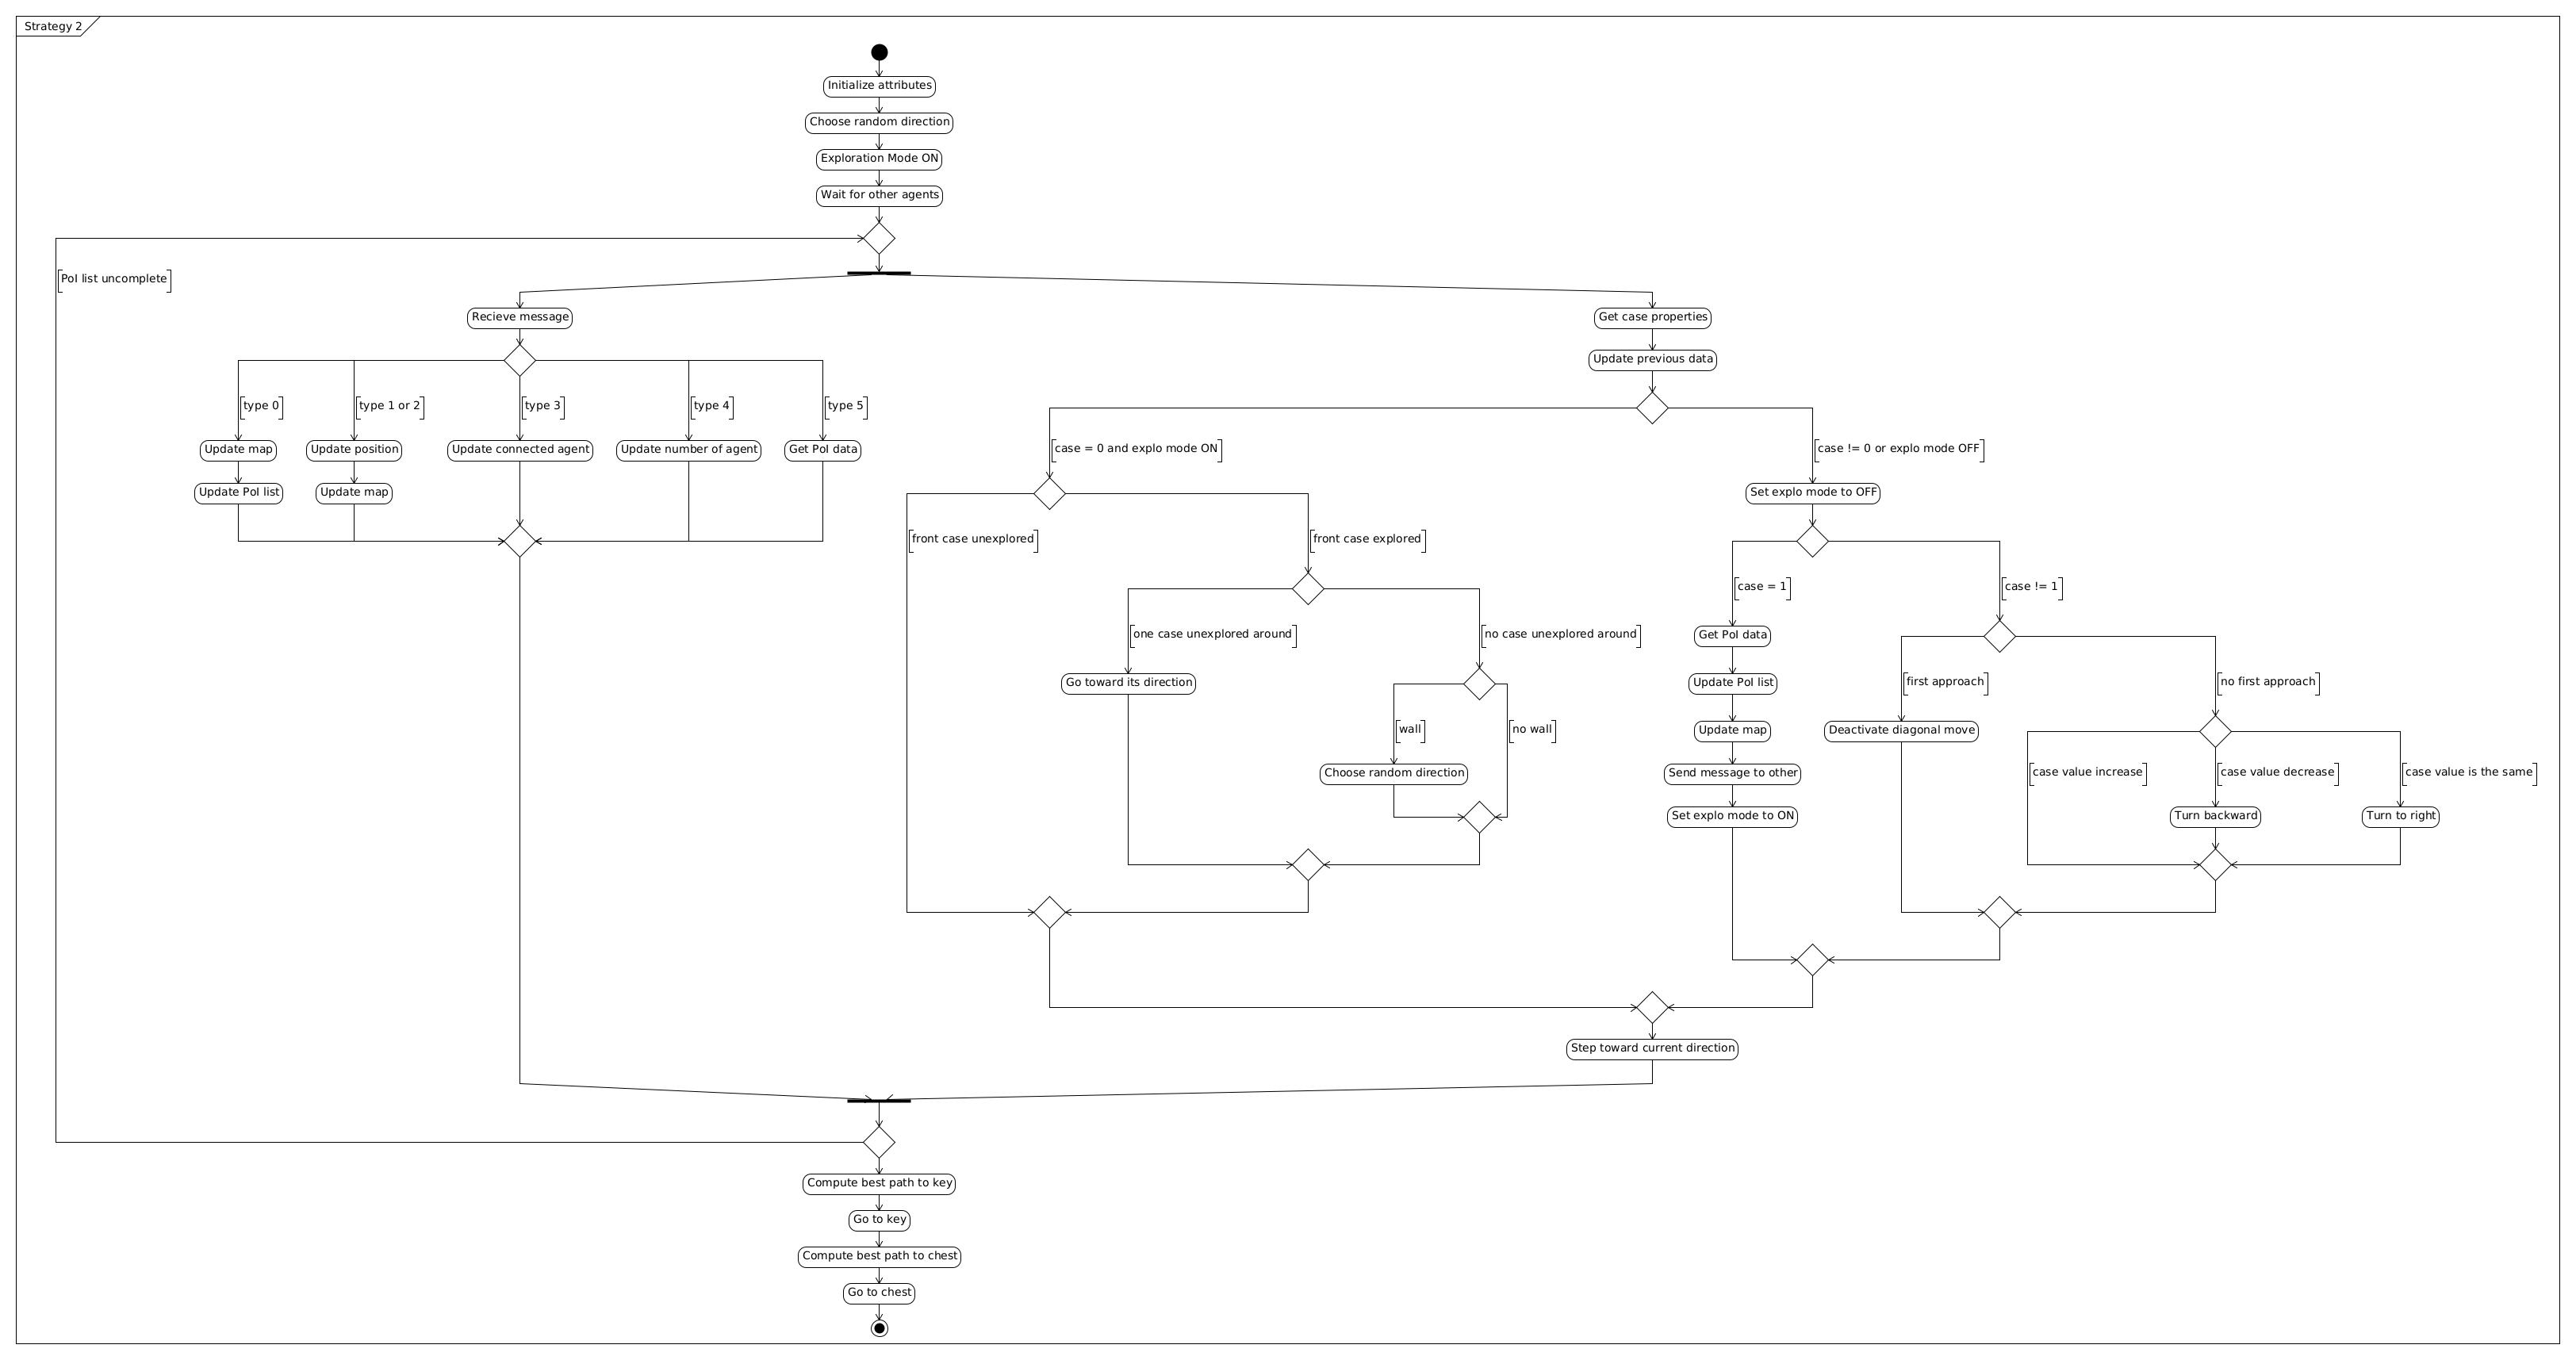 Strategy 2
Initialize attributes
Choose random direction
Exploration Mode ON
Wait for other agents
[PoI list uncomplete]
Recieve message
[type 0]
[type 1 or 2]
[type 3]
[type 4]
[type 5]
Update map
Update position
Update connected agent
Update number of agent
Get PoI data
Update PoI list
Update map
Get case properties
Update previous data
[case = 0 and explo mode ON]
[case != 0 or explo mode OFF]
[front case unexplored]
[front case explored]
[one case unexplored around]
[no case unexplored around]
Go toward its direction
[wall]
[no wall]
Choose random direction
Set explo mode to OFF
[case = 1]
[case != 1]
Get PoI data
Update PoI list
Update map
Send message to other
Set explo mode to ON
[first approach]
[no first approach]
Deactivate diagonal move
[case value increase]
[case value decrease]
[case value is the same]
Turn backward
Turn to right
Step toward current direction
Compute best path to key
Go to key
Compute best path to chest
Go to chest